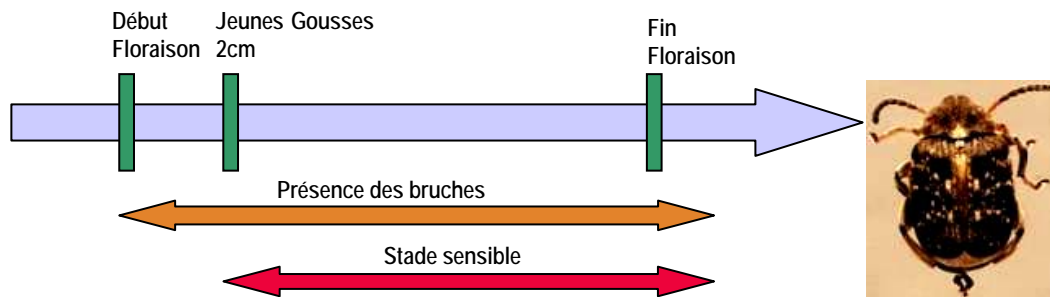 Début
Floraison
Jeunes Gousses
2cm
Fin
Floraison
Présence des bruches
Stade sensible